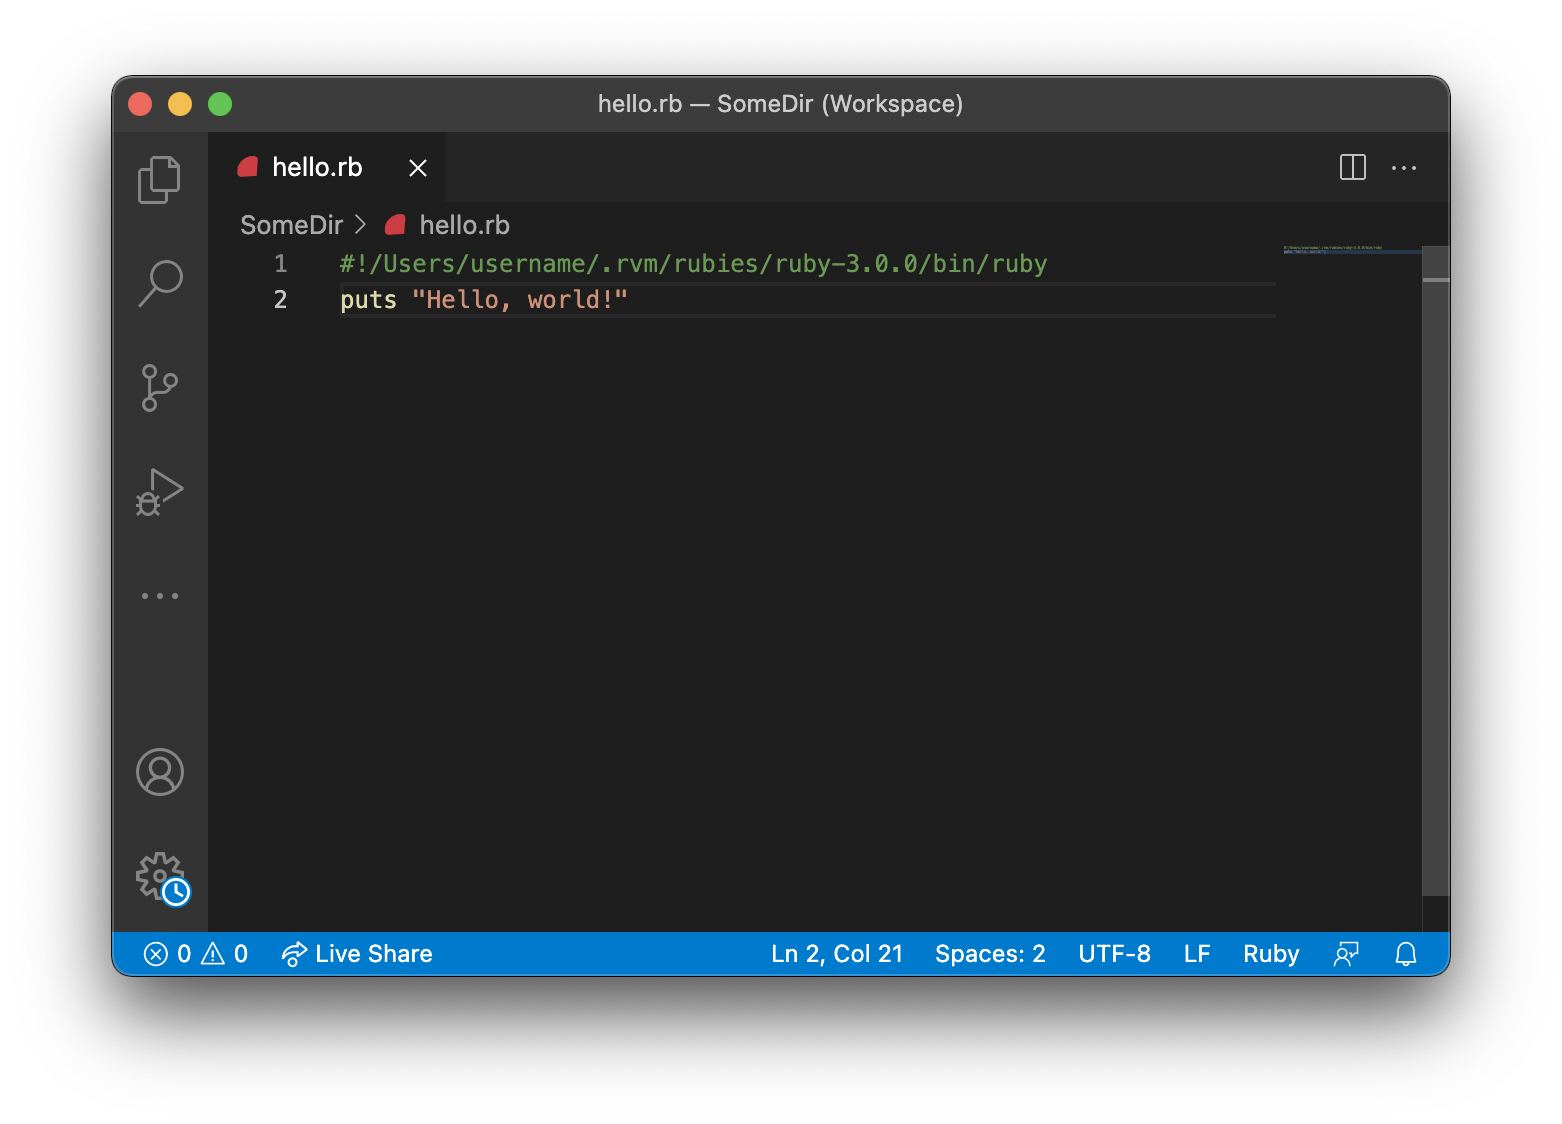 hello.rb — SomeDir (Workspace)
hello.rb
SomeDir > hello.rb
1 #!/Users/username/.rvm/rubies/ruby-3.0.0/bin/ruby
2 puts "Hello, world!"
0 0 Live Share Ln 2, Col 21 Spaces: 2 UTF-8 LF Ruby